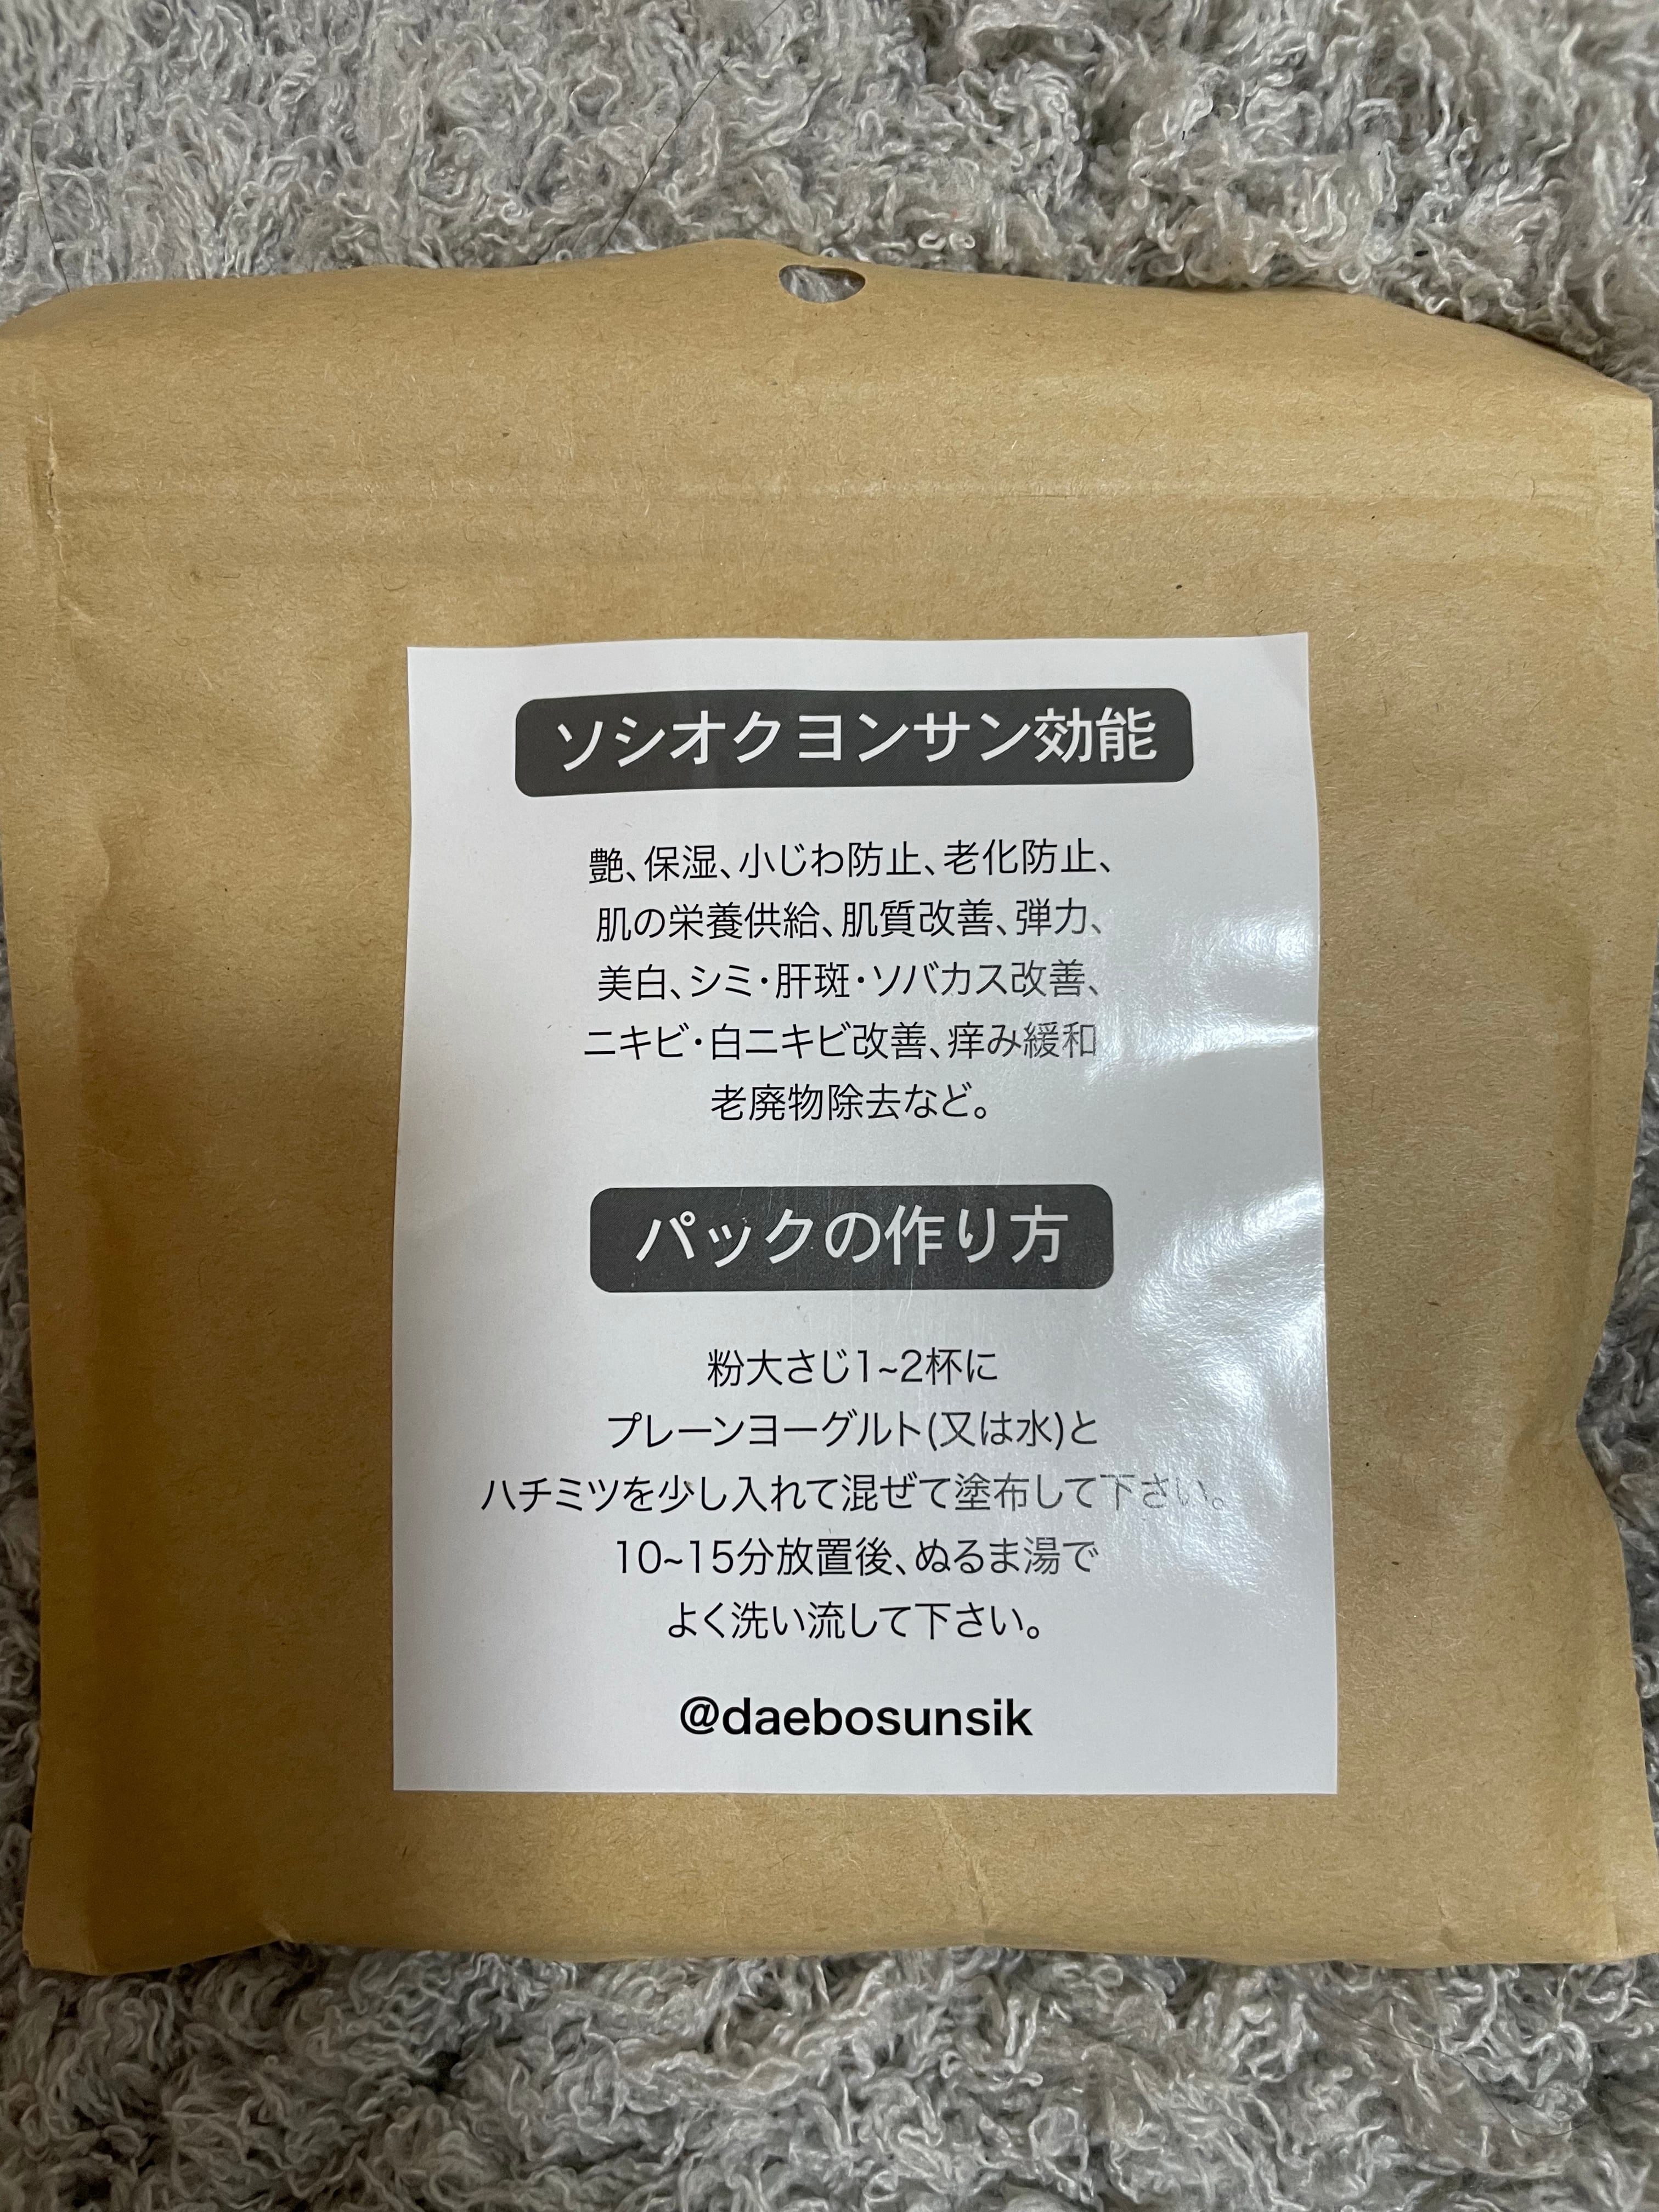 ソシオクヨンサン効能
艶、保湿、小じわ防止、老化防止、
肌の栄養供給、肌質改善、弾力、
美白、シミ・肝斑・ソバカス改善、
ニキビ・白ニキビ改善、痒み緩和
老廃物除去など。
パックの作り方
粉大さじ1~2杯に
プレーンヨーグルト(又は水)と
ハチミツを少し入れて混ぜて塗布して下さい。
10~15分放置後、ぬるま湯で
よく洗い流して下さい。
@daebosunsik